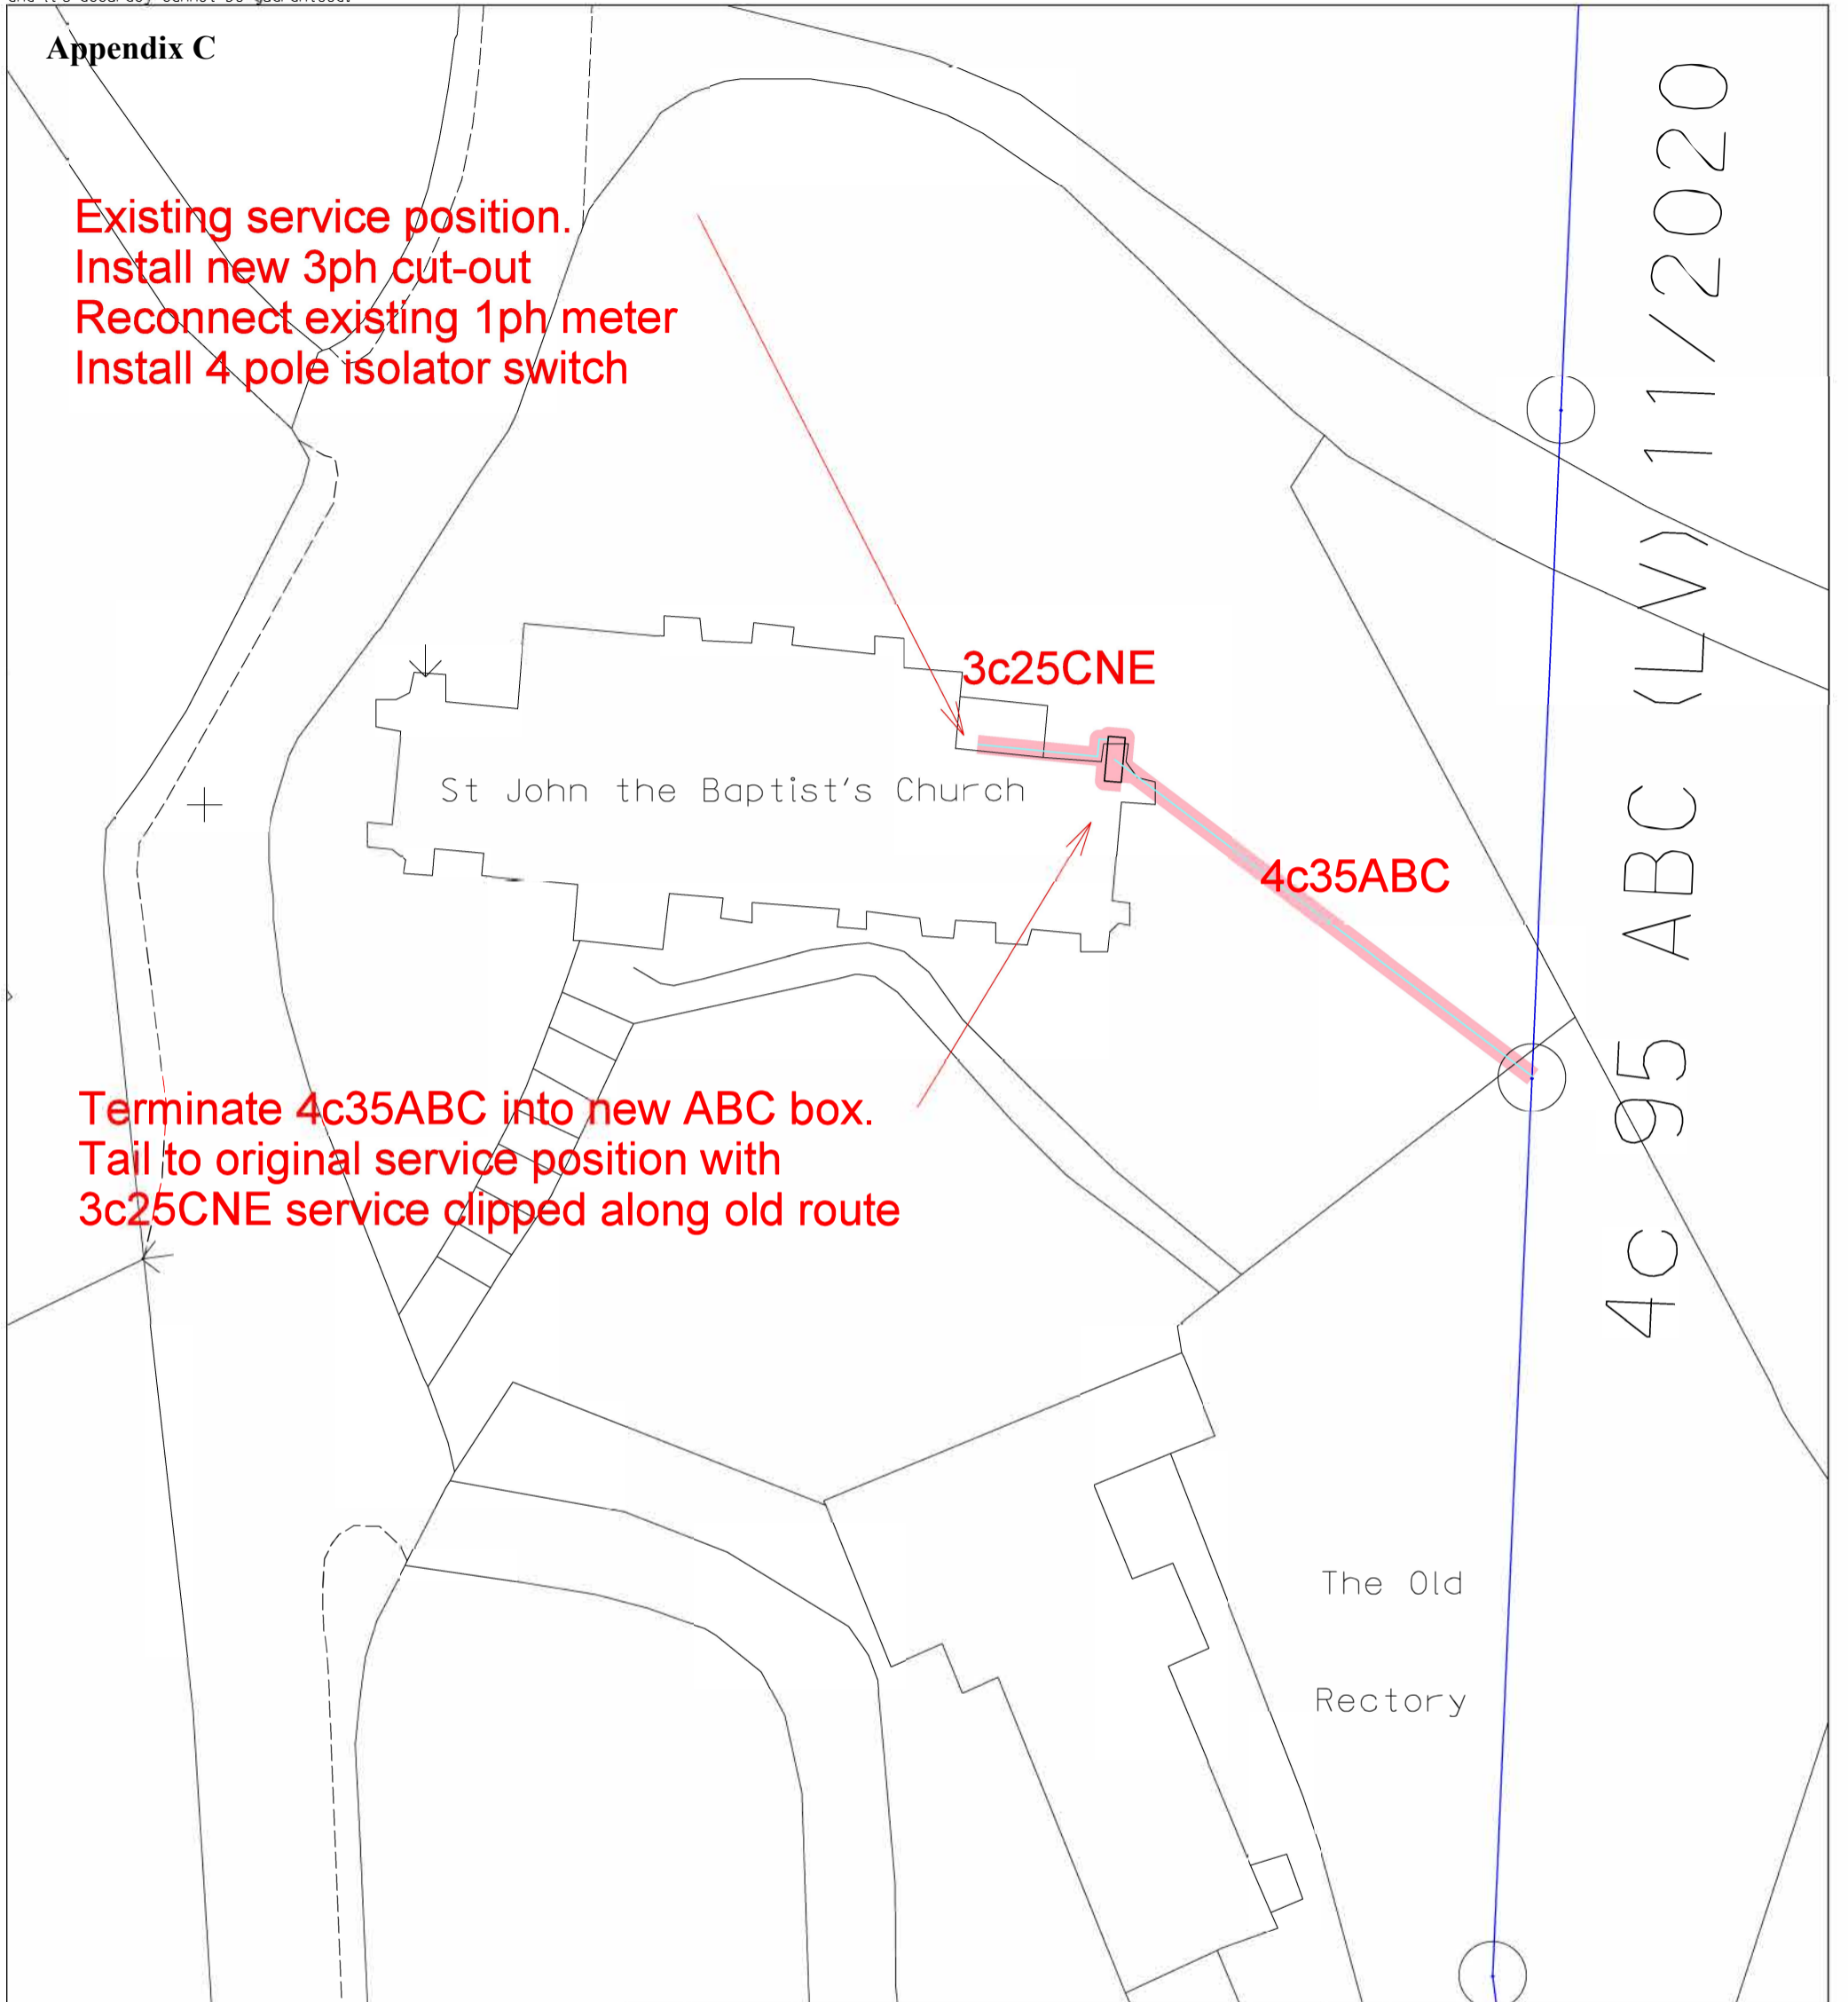 Appendix C
Existing service position.
Install new 3ph cut-out
Reconnect existing 1ph meter
Install 4 pole isolator switch
3c25CNE
St John the Baptist's Church
4c35ABC
4c 95 ABC (LV) 11/2020
Terminate 4c35ABC into new ABC box.
Tail to original service position with
3c25CNE service clipped along old route
The Old
Rectory